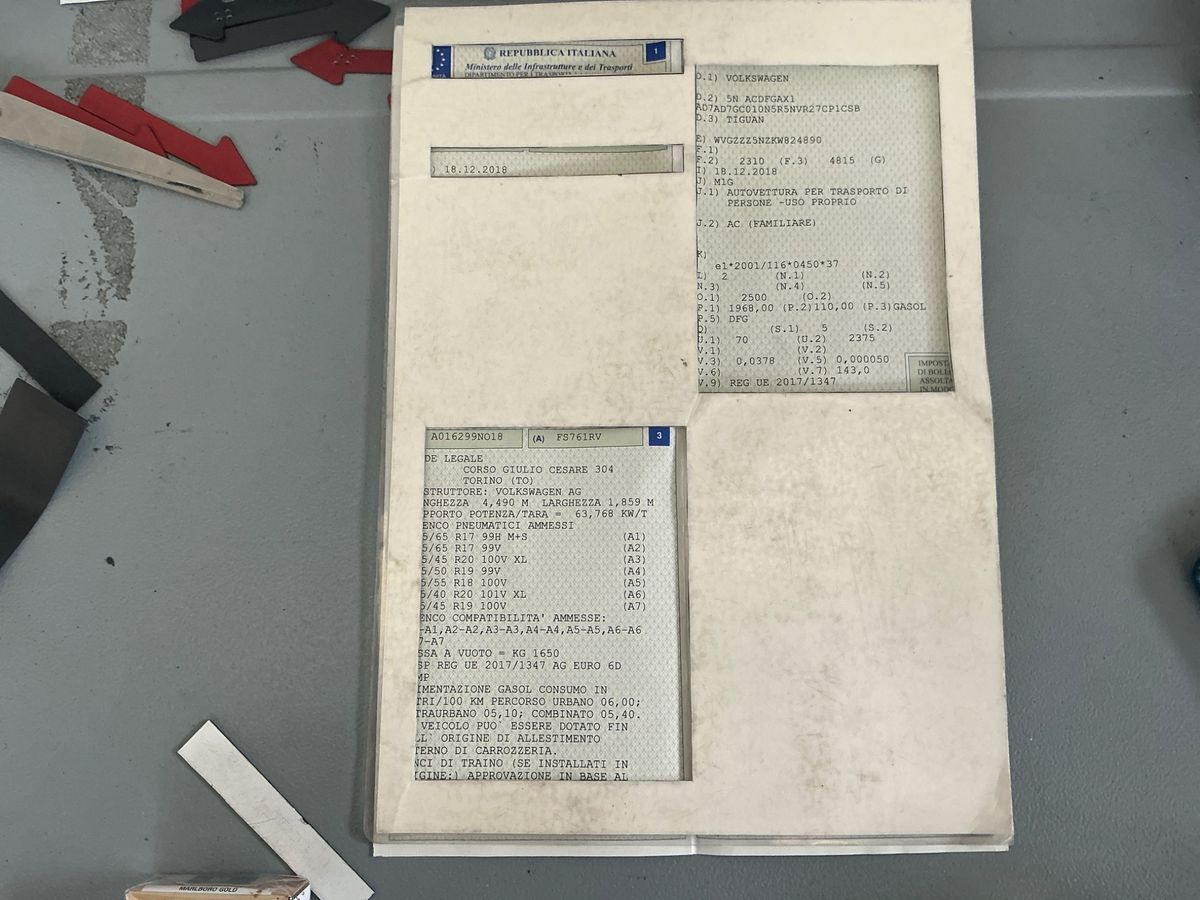 REPUBBLICA ITALIANA
1
Ministero delle Infrastrutture e dei Trasporti
DIPARTIMENTO PER I TRASPORTI
) 18.12.2018
D.1) VOLKSWAGEN
D.2) 5N ACDFGAX1
AD7AD7GC010N5R5NVR27CP1CSB
D.3) TIGUAN
E) WVGZZZ5NZKW824890
F.1)
F.2) 2310 (F.3) 4815 (G)
I) 18.12.2018
J) M1G
J.1) AUTOVETTURA PER TRASPORTO DI
PERSONE -USO PROPRIO
J.2) AC (FAMILIARE)
K)
e1*2001/116*0450*37
L) 2 (N.1) (N.2)
N.3) (N.4) (N.5)
O.1) 2500 (O.2)
P.1) 1968,00 (P.2)110,00 (P.3)GASOL
P.5) DFG
Q) (S.1) 5 (S.2)
U.1) 70 (U.2) 2375
V.1) (V.2)
V.3) 0,0378 (V.5) 0,000050
V.6) (V.7) 143,0
V.9) REG UE 2017/1347
IMPOST
DI BOLL
ASSOLTA
IN MODO
A016299NO18 (A) FS761RV 3
DE LEGALE
CORSO GIULIO CESARE 304
TORINO (TO)
STRUTTORE: VOLKSWAGEN AG
NGHEZZA 4,490 M LARGHEZZA 1,859 M
PPORTO POTENZA/TARA = 63,768 KW/T
ENCO PNEUMATICI AMMESSI
5/65 R17 99H M+S (A1)
5/65 R17 99V (A2)
5/45 R20 100V XL (A3)
5/50 R19 99V (A4)
5/55 R18 100V (A5)
5/40 R20 101V XL (A6)
5/45 R19 100V (A7)
ENCO COMPATIBILITA' AMMESSE:
-A1,A2-A2,A3-A3,A4-A4,A5-A5,A6-A6
7-A7
SSA A VUOTO = KG 1650
SP REG UE 2017/1347 AG EURO 6D
MP
IMENTAZIONE GASOL CONSUMO IN
TRI/100 KM PERCORSO URBANO 06,00;
TRAURBANO 05,10; COMBINATO 05,40.
VEICOLO PUO` ESSERE DOTATO FIN
LL` ORIGINE DI ALLESTIMENTO
TERNO DI CARROZZERIA.
NCI DI TRAINO (SE INSTALLATI IN
IGINE:) APPROVAZIONE IN BASE AL
MARLBORO GOLD